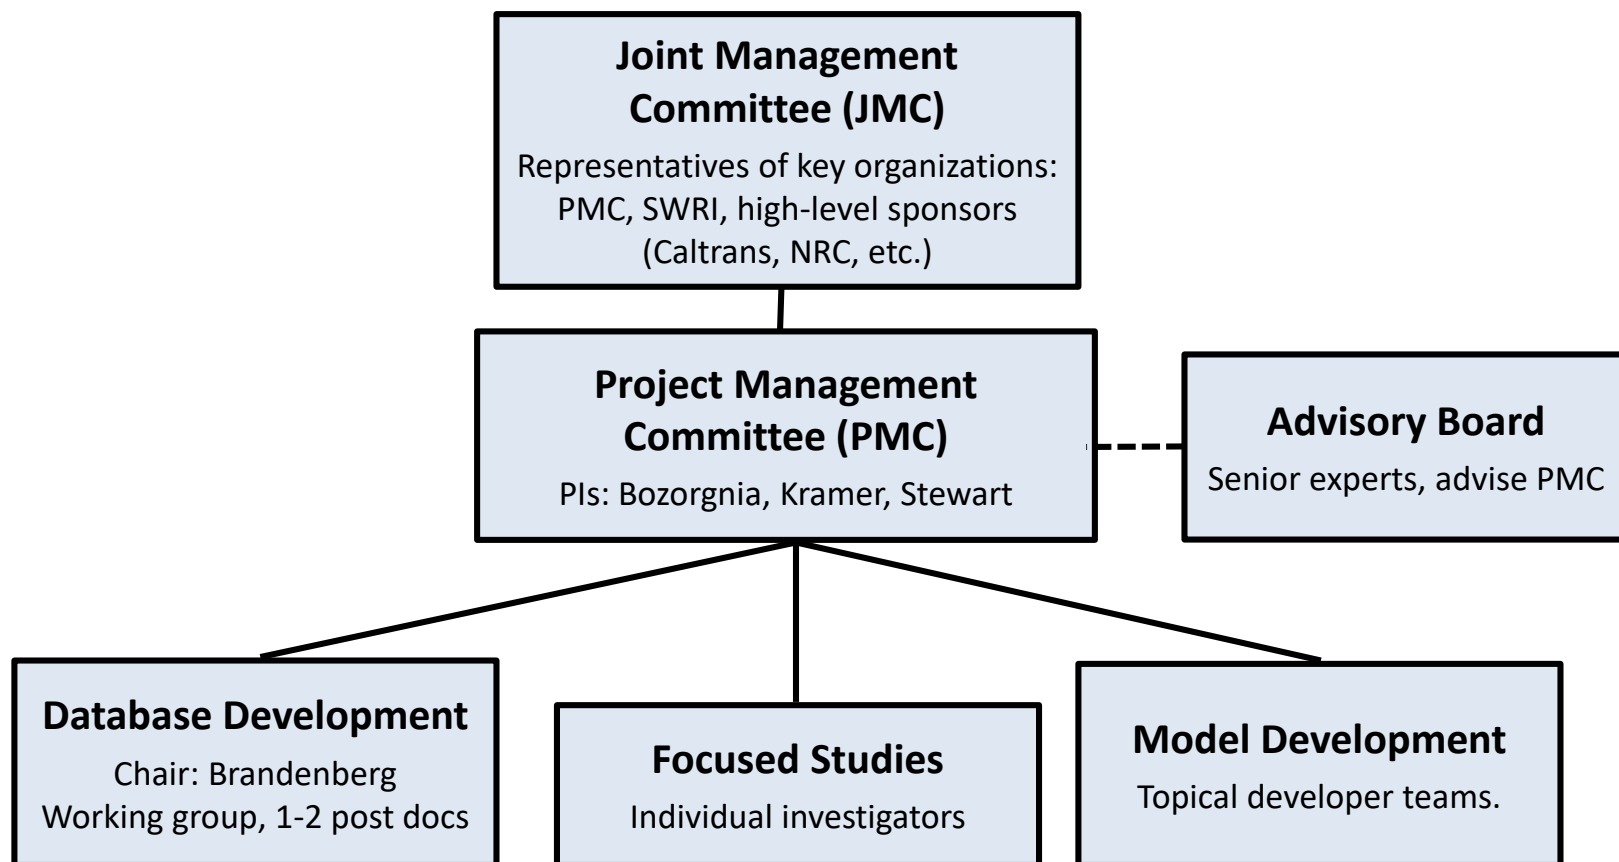 Joint Management
Committee (JMC)
Representatives of key organizations:
PMC, SWRI, high-level sponsors
(Caltrans, NRC, etc.)
Project Management
Committee (PMC)
PIs: Bozorgnia, Kramer, Stewart
Advisory Board
Senior experts, advise PMC
Database Development
Chair: Brandenberg
Working group, 1-2 post docs
Focused Studies
Individual investigators
Model Development
Topical developer teams.